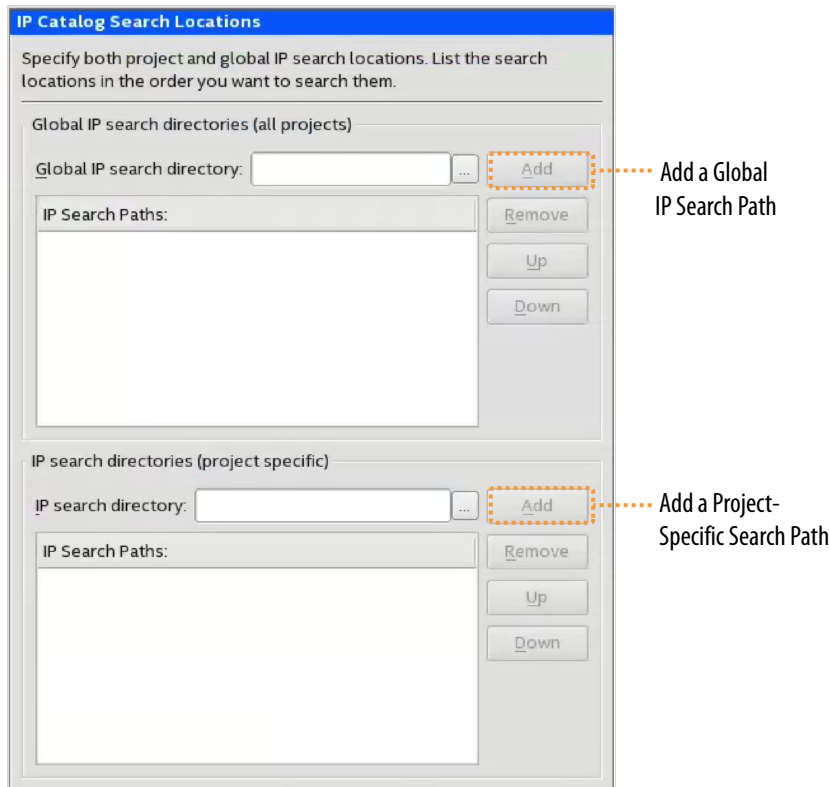 IP Catalog Search Locations
Specify both project and global IP search locations. List the search
locations in the order you want to search them.
Global IP search directories (all projects)
Global IP search directory:
...
Add
Add a Global
IP Search Path
IP Search Paths:
Remove
Up
Down
IP search directories (project specific)
IP search directory:
...
Add
Add a Project-
Specific Search Path
IP Search Paths:
Remove
Up
Down